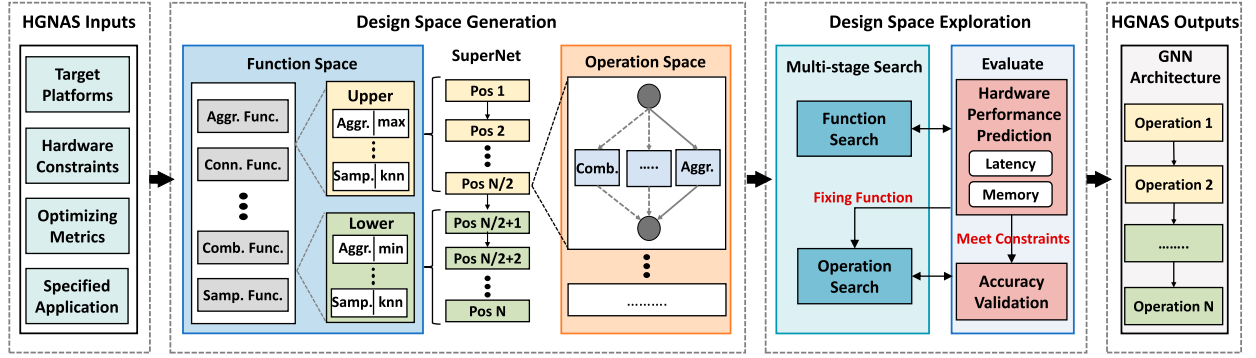 HGNAS Inputs
Target
Platforms
Hardware
Constraints
Optimizing
Metrics
Specified
Application
Design Space Generation
Function Space
Aggr. Func.
Conn. Func.
Comb. Func.
Samp. Func.
Upper
Aggr. max
Samp. knn
Lower
Aggr. min
Samp. knn
SuperNet
Pos 1
Pos 2
Pos N/2
Pos N/2+1
Pos N/2+2
Pos N
Operation Space
Comb. ..... Aggr.
..........
Design Space Exploration
Multi-stage Search
Function
Search
Fixing Function
Operation
Search
Evaluate
Hardware
Performance
Prediction
Latency
Memory
Meet Constraints
Accuracy
Validation
HGNAS Outputs
GNN
Architecture
Operation 1
Operation 2
........
Operation N